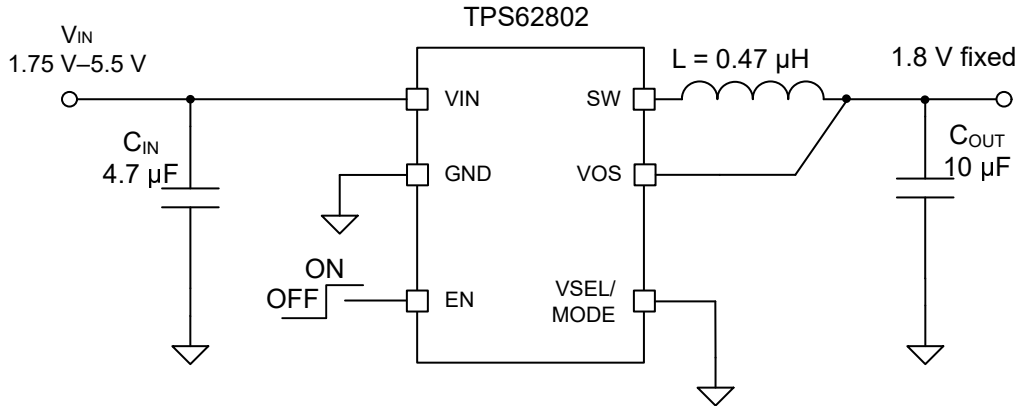 TPS62802
VIN
1.75 V–5.5 V
L = 0.47 µH
1.8 V fixed
VIN
SW
CIN
4.7 µF
GND
VOS
COUT
10 µF
ON
OFF
EN
VSEL/
MODE